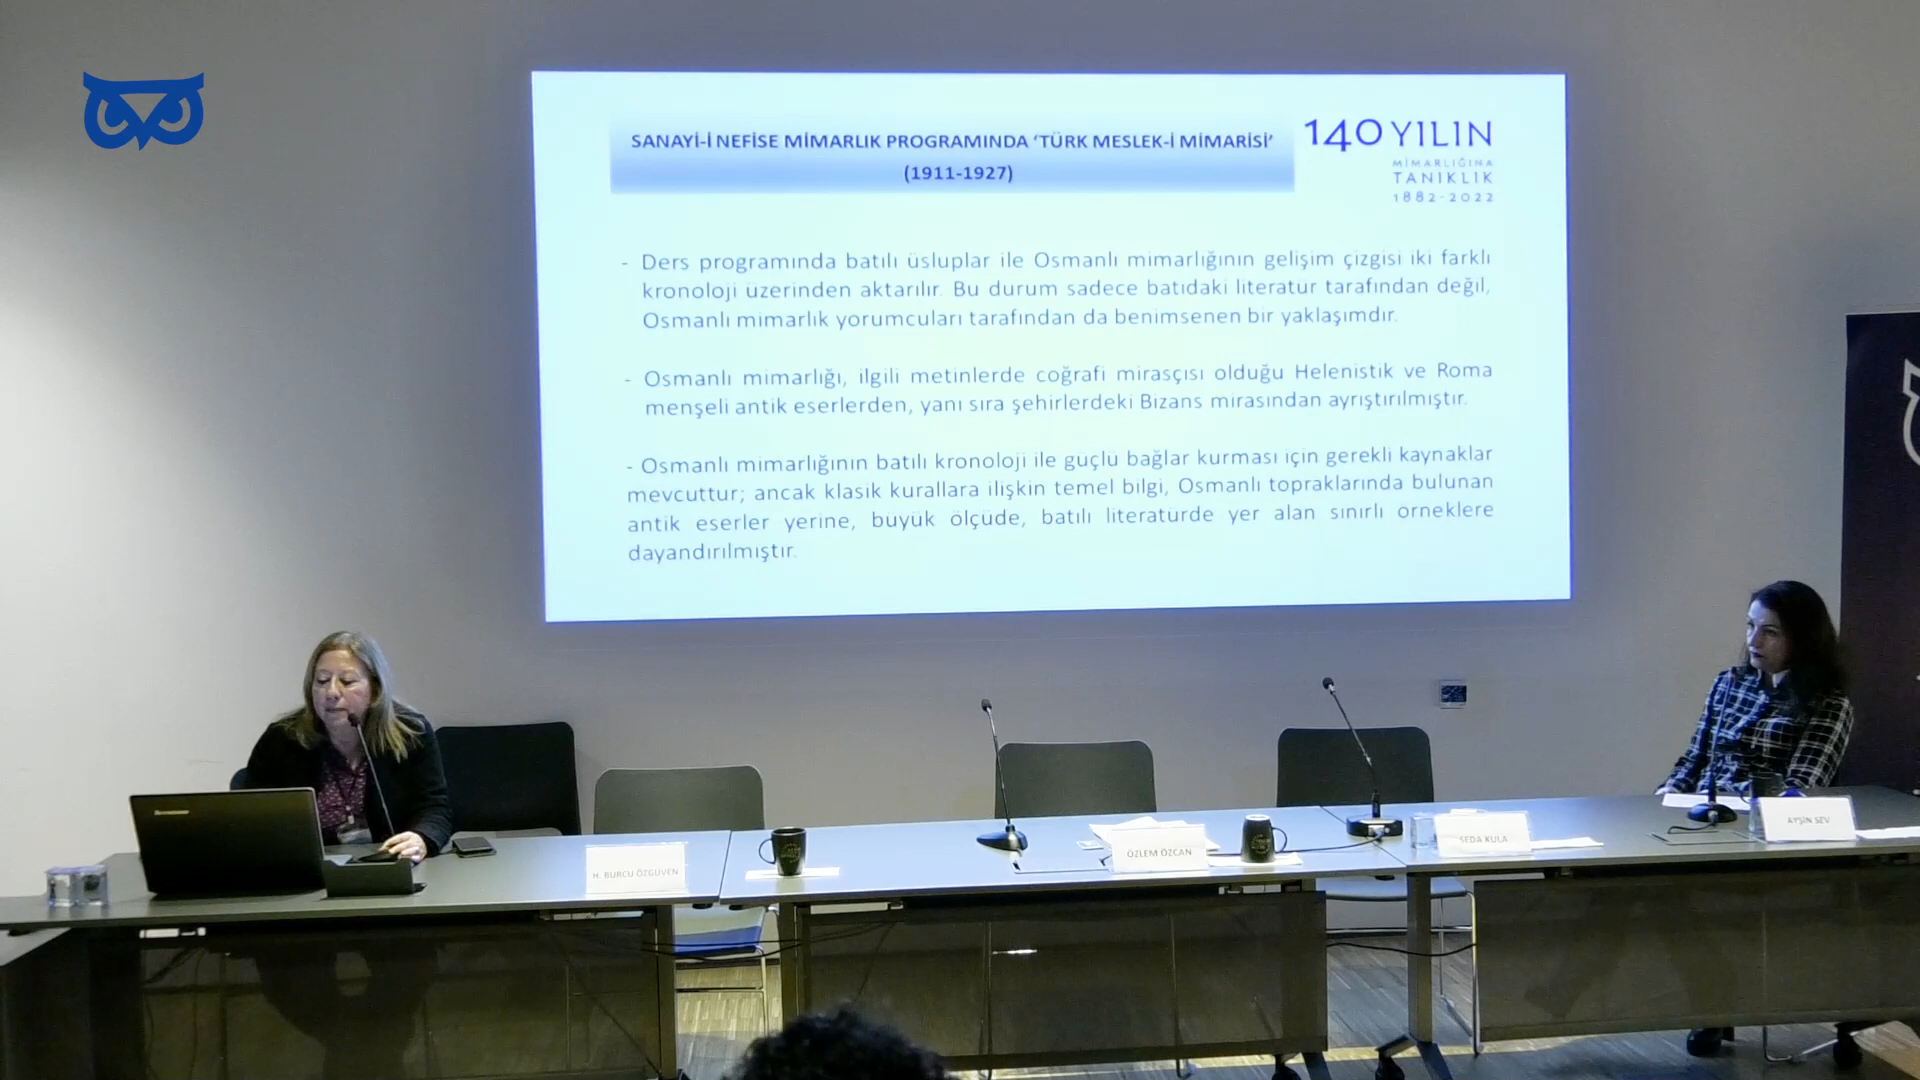 SANAYİ-İ NEFİSE MİMARLIK PROGRAMINDA ‘TÜRK MESLEK-İ MİMARİSİ’
(1911-1927)
140 YILIN
MİMARLIĞINA
TANIKLIK
1882-2022
- Ders programında batılı üsluplar ile Osmanlı mimarlığının gelişim çizgisi iki farklı
kronoloji üzerinden aktarılır. Bu durum sadece batıdaki literatür tarafından değil,
Osmanlı mimarlık yorumcuları tarafından da benimsenen bir yaklaşımdır.
- Osmanlı mimarlığı, ilgili metinlerde coğrafi mirasçısı olduğu Helenistik ve Roma
menşeli antik eserlerden, yanı sıra şehirlerdeki Bizans mirasından ayrıştırılmıştır.
- Osmanlı mimarlığının batılı kronoloji ile güçlü bağlar kurması için gerekli kaynaklar
mevcuttur; ancak klasik kurallara ilişkin temel bilgi, Osmanlı topraklarında bulunan
antik eserler yerine, büyük ölçüde, batılı literatürde yer alan sınırlı örneklere
dayandırılmıştır.
H. BURCU ÖZGÜVEN
ÖZLEM ÖZCAN
SEDA KULA
AYŞIN SEV